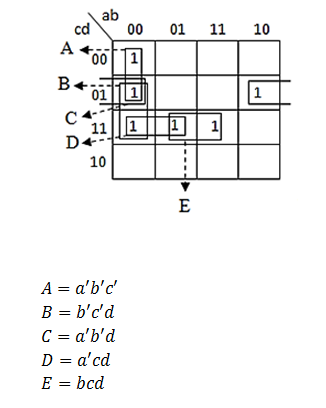 ab
cd 00 01 11 10
A 00 1
B 01 1 1
C 11 1 1 1
D
10
E
A = a′b′c′
B = b′c′d
C = a′b′d
D = a′cd
E = bcd